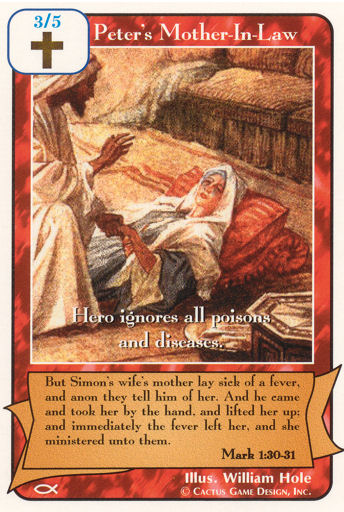 3/5
Peter's Mother-In-Law
Hero ignores all poisons
and diseases.
But Simon's wife's mother lay sick of a fever,
and anon they tell him of her. And he came
and took her by the hand, and lifted her up;
and immediately the fever left her, and she
ministered unto them.
Mark 1:30-31
Illus. William Hole
© Cactus Game Design, Inc.